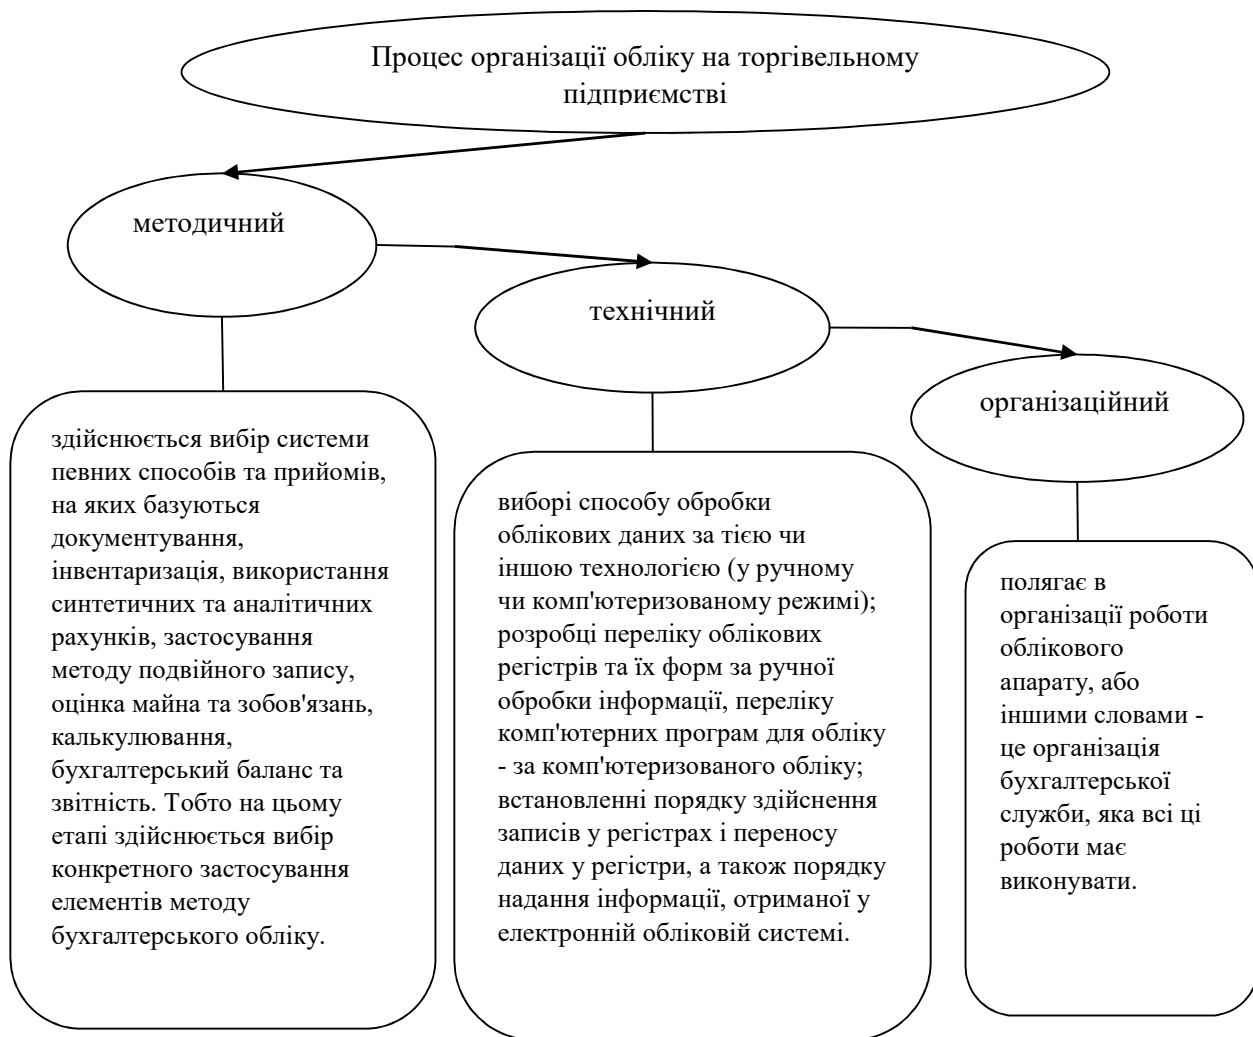 Процес організації обліку на торгівельному
підприємстві
методичний
технічний
організаційний
здійснюється вибір системи
певних способів та прийомів,
на яких базуються
документування,
інвентаризація, використання
синтетичних та аналітичних
рахунків, застосування
методу подвійного запису,
оцінка майна та зобов'язань,
калькулювання,
бухгалтерський баланс та
звітність. Тобто на цьому
етапі здійснюється вибір
конкретного застосування
елементів методу
бухгалтерського обліку.
виборі способу обробки
облікових даних за тією чи
іншою технологією (у ручному
чи комп'ютеризованому режимі);
розробці переліку облікових
регістрів та їх форм за ручної
обробки інформації, переліку
комп'ютерних програм для обліку
- за комп'ютеризованого обліку;
встановленні порядку здійснення
записів у регістрах і переносу
даних у регістри, а також порядку
надання інформації, отриманої у
електронній обліковій системі.
полягає в
організації роботи
облікового
апарату, або
іншими словами -
це організація
бухгалтерської
служби, яка всі ці
роботи має
виконувати.